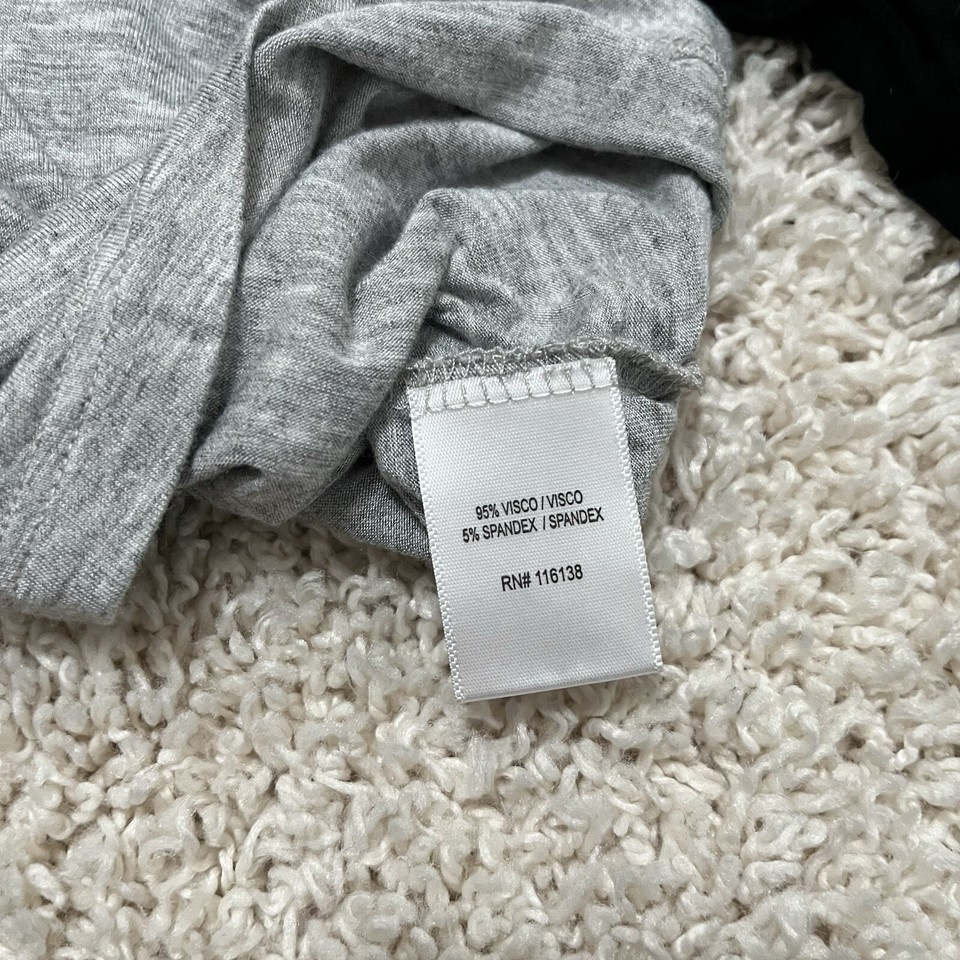 95% VISCO / VISCO
5% SPANDEX / SPANDEX
RN# 116138